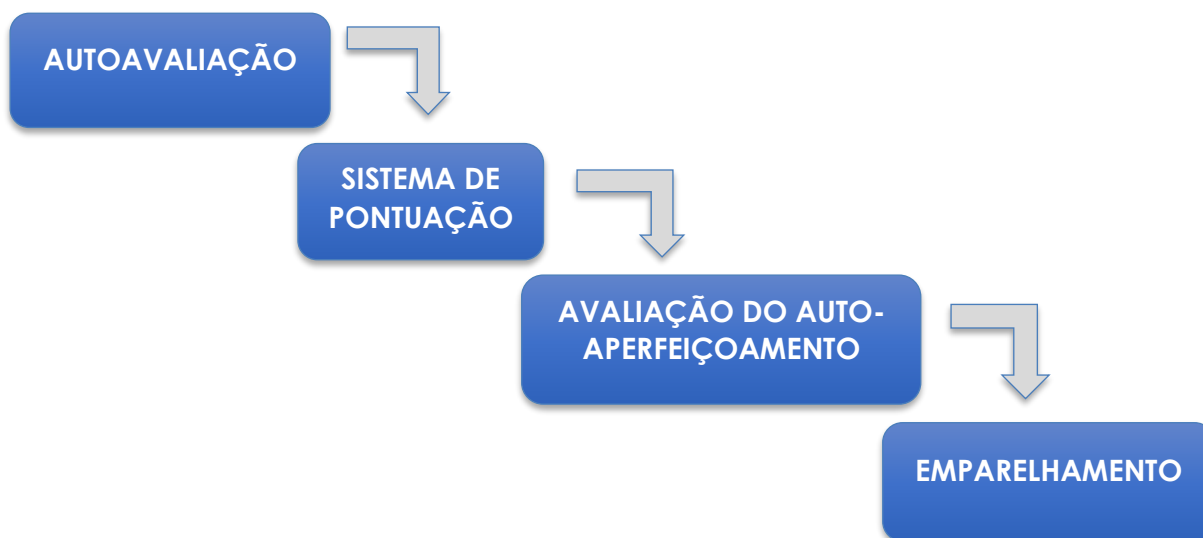 AUTOAVALIAÇÃO
SISTEMA DE
PONTUAÇÃO
AVALIAÇÃO DO AUTO-
APERFEIÇOAMENTO
EMPARELHAMENTO